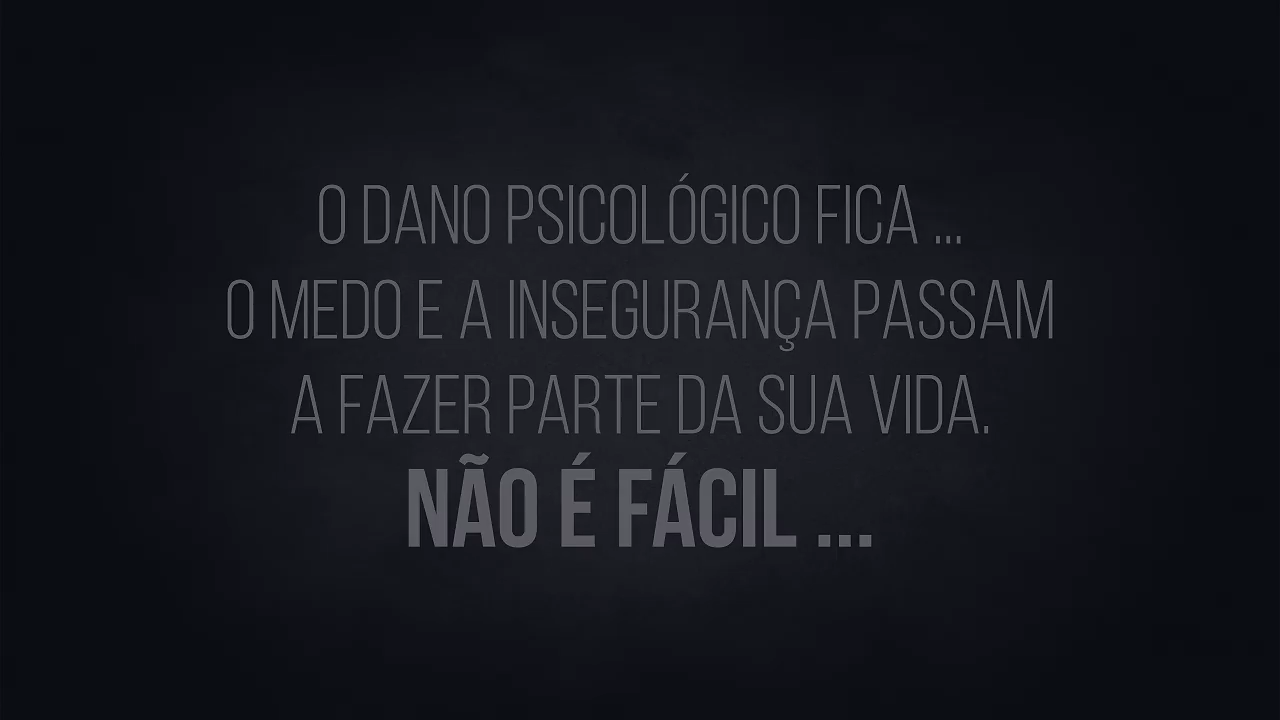 O DANO PSICOLÓGICO FICA ...
O MEDO E A INSEGURANÇA PASSAM
A FAZER PARTE DA SUA VIDA.
NÃO É FÁCIL ...